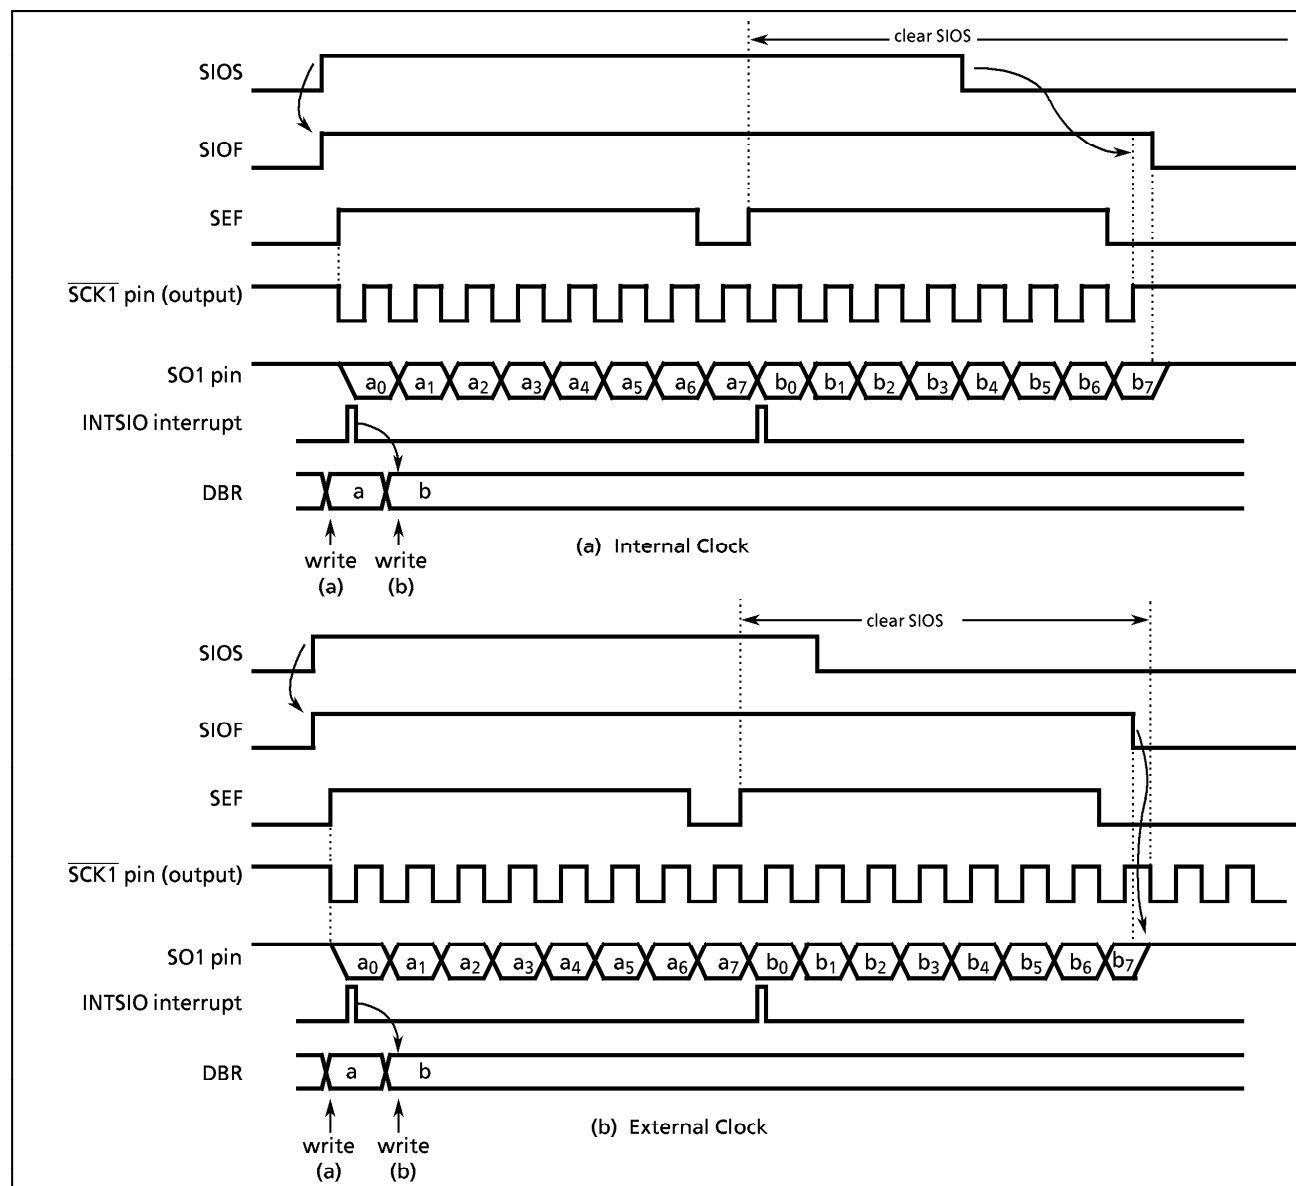 clear SIOS
SIOS
SIOF
SEF
SCK1 pin (output)
SO1 pin a0 a1 a2 a3 a4 a5 a6 a7 b0 b1 b2 b3 b4 b5 b6 b7
INTSIO interrupt
DBR a b
write write
(a) (b)
(a) Internal Clock
clear SIOS
SIOS
SIOF
SEF
SCK1 pin (output)
SO1 pin a0 a1 a2 a3 a4 a5 a6 a7 b0 b1 b2 b3 b4 b5 b6 b7
INTSIO interrupt
DBR a b
write write
(a) (b)
(b) External Clock